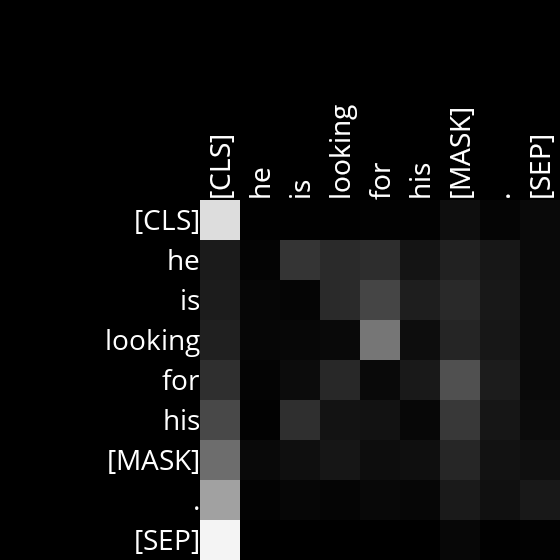 [CLS] he is looking for his [MASK] . [SEP]
[CLS]
he
is
looking
for
his
[MASK]
.
[SEP]